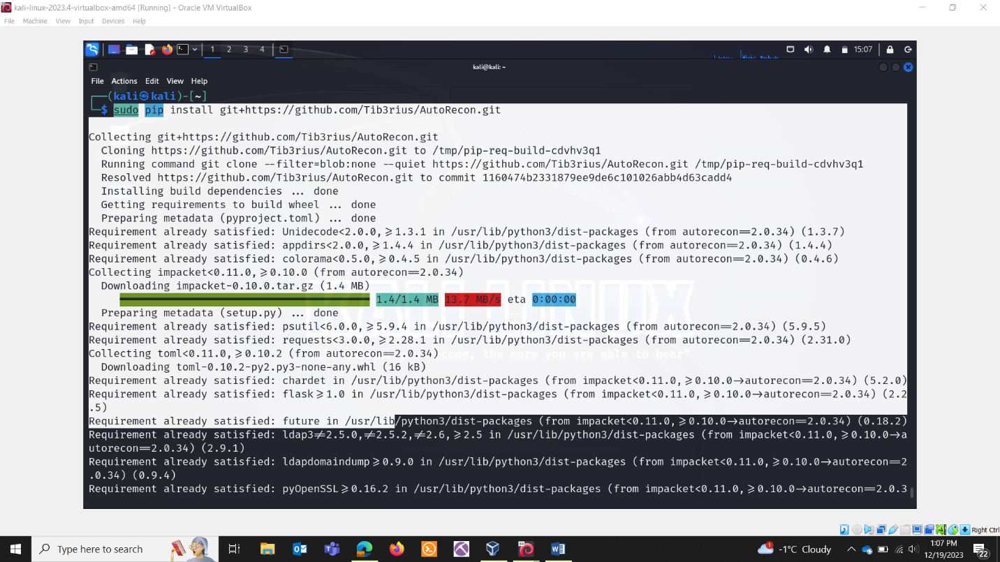 kali-linux-2023.4-virtualbox-amd64 [Running] - Oracle VM VirtualBox
File Machine View Input Devices Help
1 2 3 4 15:07
kali@kali: ~
File Actions Edit View Help
(kali㉿kali)-[~]
$ sudo pip install git+https://github.com/Tib3rius/AutoRecon.git
Collecting git+https://github.com/Tib3rius/AutoRecon.git
Cloning https://github.com/Tib3rius/AutoRecon.git to /tmp/pip-req-build-cdvhv3q1
Running command git clone --filter=blob:none --quiet https://github.com/Tib3rius/AutoRecon.git /tmp/pip-req-build-cdvhv3q1
Resolved https://github.com/Tib3rius/AutoRecon.git to commit 1160474b2331879ee9de6c101026abb4d63cadd4
Installing build dependencies ... done
Getting requirements to build wheel ... done
Preparing metadata (pyproject.toml) ... done
Requirement already satisfied: Unidecode<2.0.0,>=1.3.1 in /usr/lib/python3/dist-packages (from autorecon==2.0.34) (1.3.7)
Requirement already satisfied: appdirs<2.0.0,>=1.4.4 in /usr/lib/python3/dist-packages (from autorecon==2.0.34) (1.4.4)
Requirement already satisfied: colorama<0.5.0,>=0.4.5 in /usr/lib/python3/dist-packages (from autorecon==2.0.34) (0.4.6)
Collecting impacket<0.11.0,>=0.10.0 (from autorecon==2.0.34)
Downloading impacket-0.10.0.tar.gz (1.4 MB)
1.4/1.4 MB 13.7 MB/s eta 0:00:00
Preparing metadata (setup.py) ... done
KALI LINUX
Requirement already satisfied: psutil<6.0.0,>=5.9.4 in /usr/lib/python3/dist-packages (from autorecon==2.0.34) (5.9.5)
Requirement already satisfied: requests<3.0.0,>=2.28.1 in /usr/lib/python3/dist-packages (from autorecon==2.0.34) (2.31.0)
Collecting toml<0.11.0,>=0.10.2 (from autorecon==2.0.34)
the more you are able to hear"
Downloading toml-0.10.2-py2.py3-none-any.whl (16 kB)
Requirement already satisfied: chardet in /usr/lib/python3/dist-packages (from impacket<0.11.0,>=0.10.0->autorecon==2.0.34) (5.2.0)
Requirement already satisfied: flask>=1.0 in /usr/lib/python3/dist-packages (from impacket<0.11.0,>=0.10.0->autorecon==2.0.34) (2.2
.5)
Requirement already satisfied: future in /usr/lib/python3/dist-packages (from impacket<0.11.0,>=0.10.0->autorecon==2.0.34) (0.18.2)
Requirement already satisfied: ldap3!=2.5.0,!=2.5.2,!=2.6,>=2.5 in /usr/lib/python3/dist-packages (from impacket<0.11.0,>=0.10.0->a
utorecon==2.0.34) (2.9.1)
Requirement already satisfied: ldapdomaindump>=0.9.0 in /usr/lib/python3/dist-packages (from impacket<0.11.0,>=0.10.0->autorecon==2
.0.34) (0.9.4)
Requirement already satisfied: pyOpenSSL>=0.16.2 in /usr/lib/python3/dist-packages (from impacket<0.11.0,>=0.10.0->autorecon==2.0.3
Right Ctrl
Type here to search
-1°C Cloudy
1:07 PM
12/19/2023
22